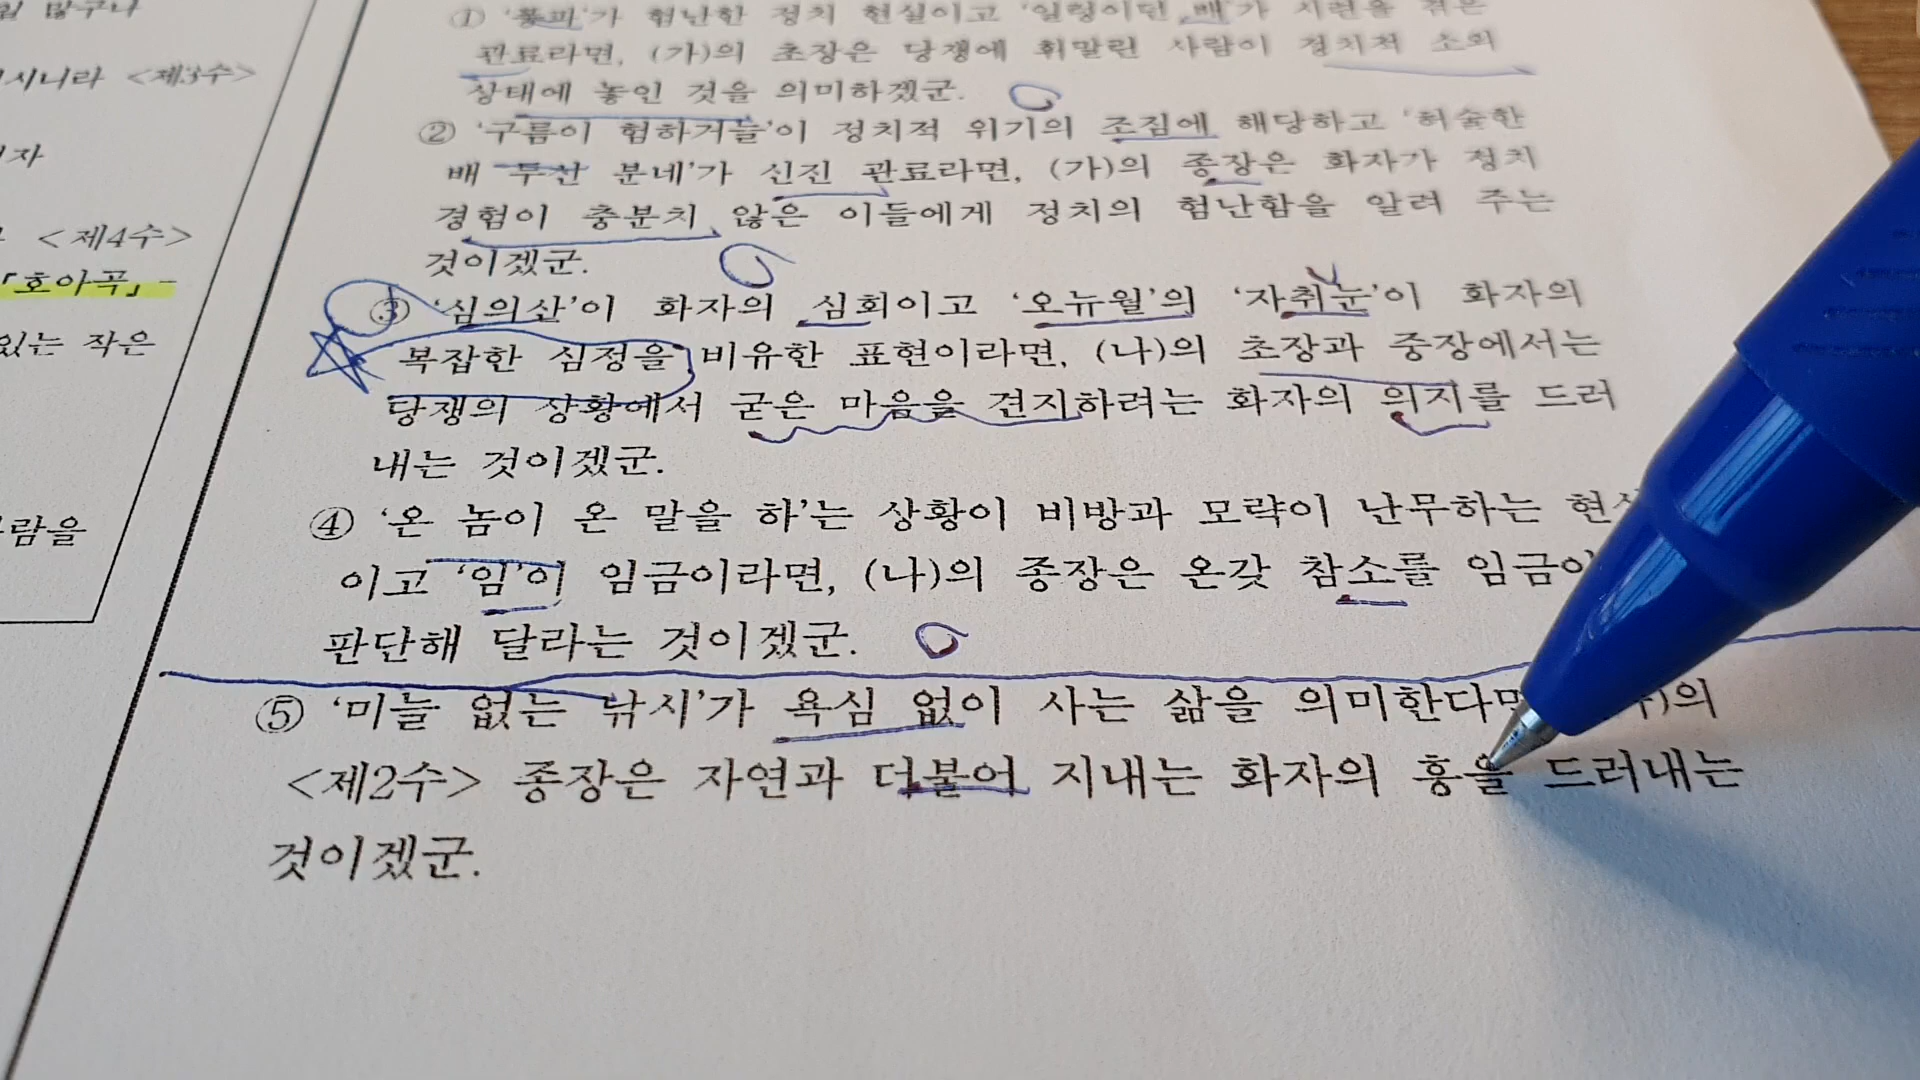 많구나
시니라 <제3수>
자
<제4수>
「호아곡」-
있는 작은
람을
① '풍파'가 험난한 정치 현실이고 '일렁이던 배'가 시련을 겪은
관료라면, (가)의 초장은 당쟁에 휘말린 사람이 정치적 소외
상태에 놓인 것을 의미하겠군.
② '구름이 험하거늘'이 정치적 위기의 조짐에 해당하고 '허술한
배 두산 분네'가 신진 관료라면, (가)의 종장은 화자가 정치
경험이 충분치 않은 이들에게 정치의 험난함을 알려 주는
것이겠군.
③ '심의산'이 화자의 심회이고 '오뉴월'의 '자취눈'이 화자의
복잡한 심정을 비유한 표현이라면, (나)의 초장과 중장에서는
당쟁의 상황에서 굳은 마음을 견지하려는 화자의 의지를 드러
내는 것이겠군.
④ '온 놈이 온 말을 하'는 상황이 비방과 모략이 난무하는
이고 '임'이 임금이라면, (나)의 종장은 온갖 참소를 임금이
판단해 달라는 것이겠군.
⑤ '미늘 없는 낚시'가 욕심 없이 사는 삶을 의미한다면 의
<제2수> 종장은 자연과 더불어 지내는 화자의 흥을 드러내는
것이겠군.